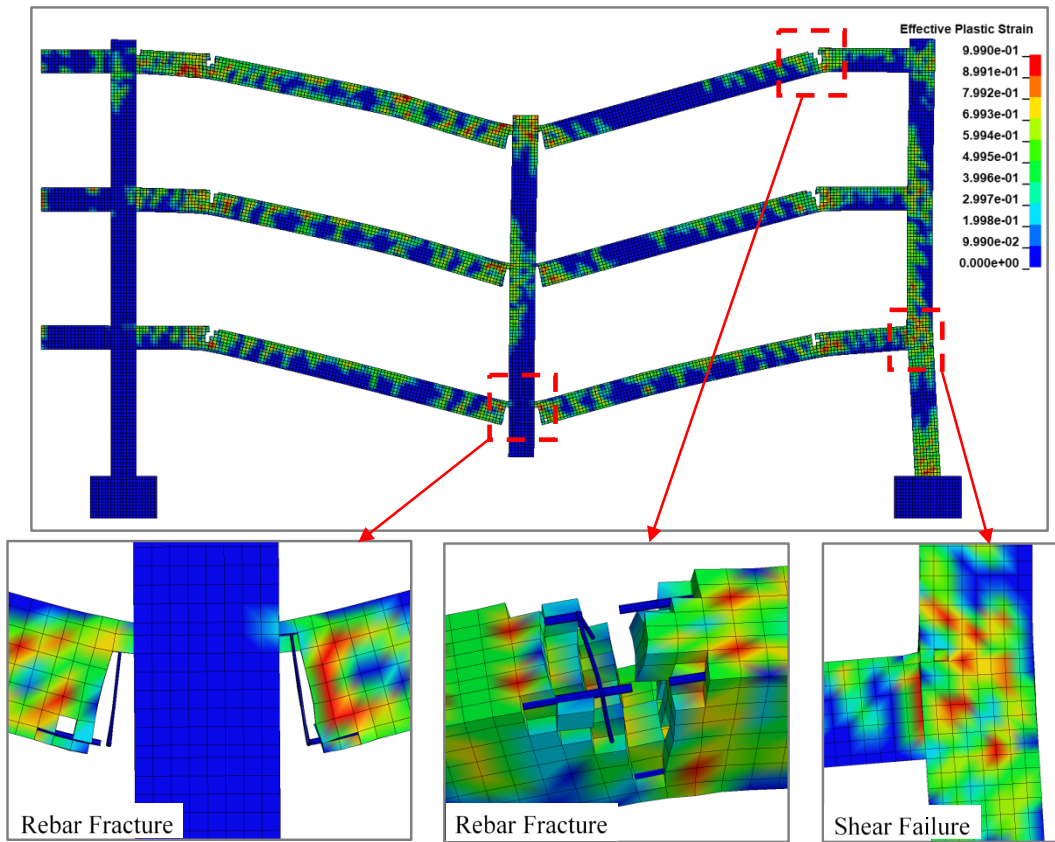 Effective Plastic Strain
9.990e-01
8.991e-01
7.992e-01
6.993e-01
5.994e-01
4.995e-01
3.996e-01
2.997e-01
1.998e-01
9.990e-02
0.000e+00
Rebar Fracture
Rebar Fracture
Shear Failure